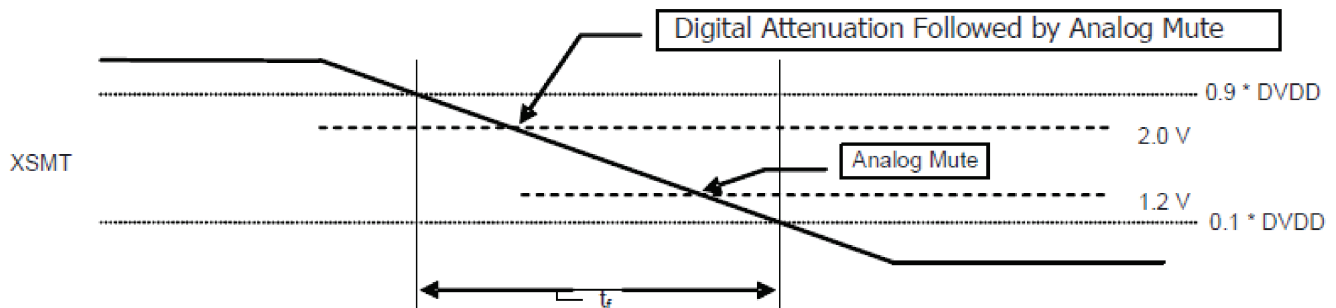 Digital Attenuation Followed by Analog Mute
0.9 * DVDD
2.0 V
XSMT
Analog Mute
1.2 V
0.1 * DVDD
tf